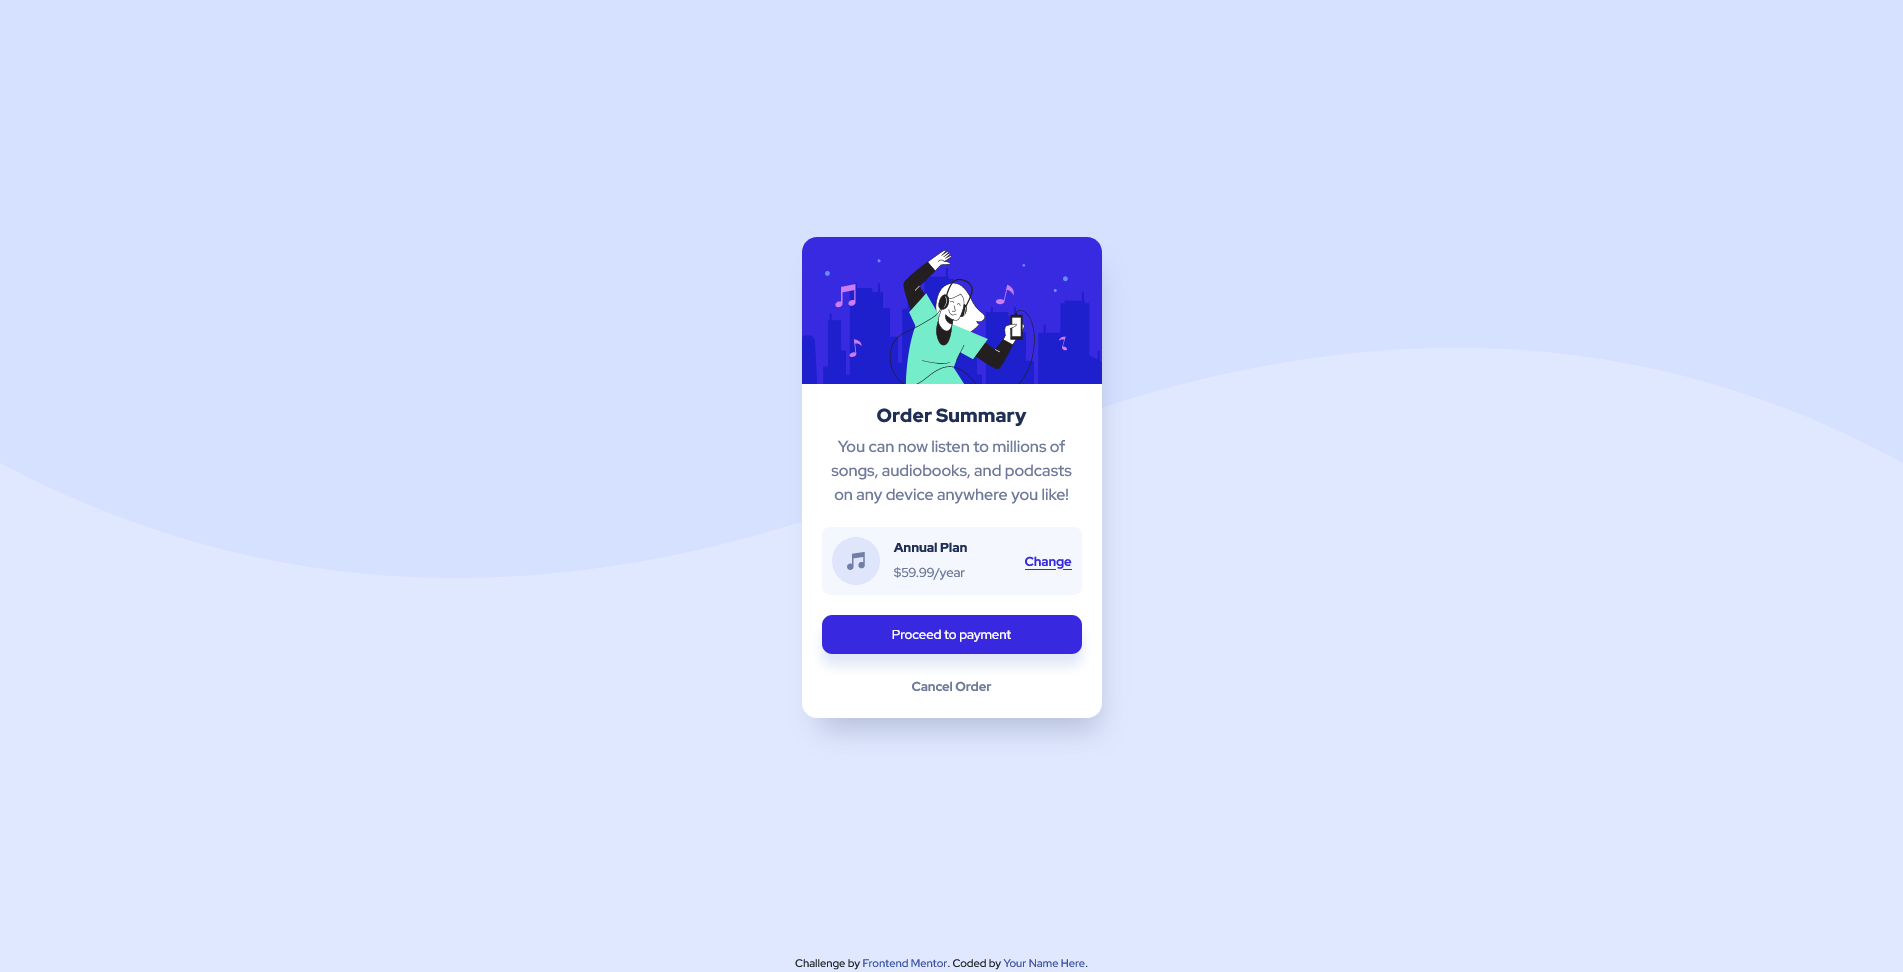 Order Summary
You can now listen to millions of
songs, audiobooks, and podcasts
on any device anywhere you like!
Annual Plan
$59.99/year
Change
Proceed to payment
Cancel Order
Challenge by Frontend Mentor. Coded by Your Name Here.